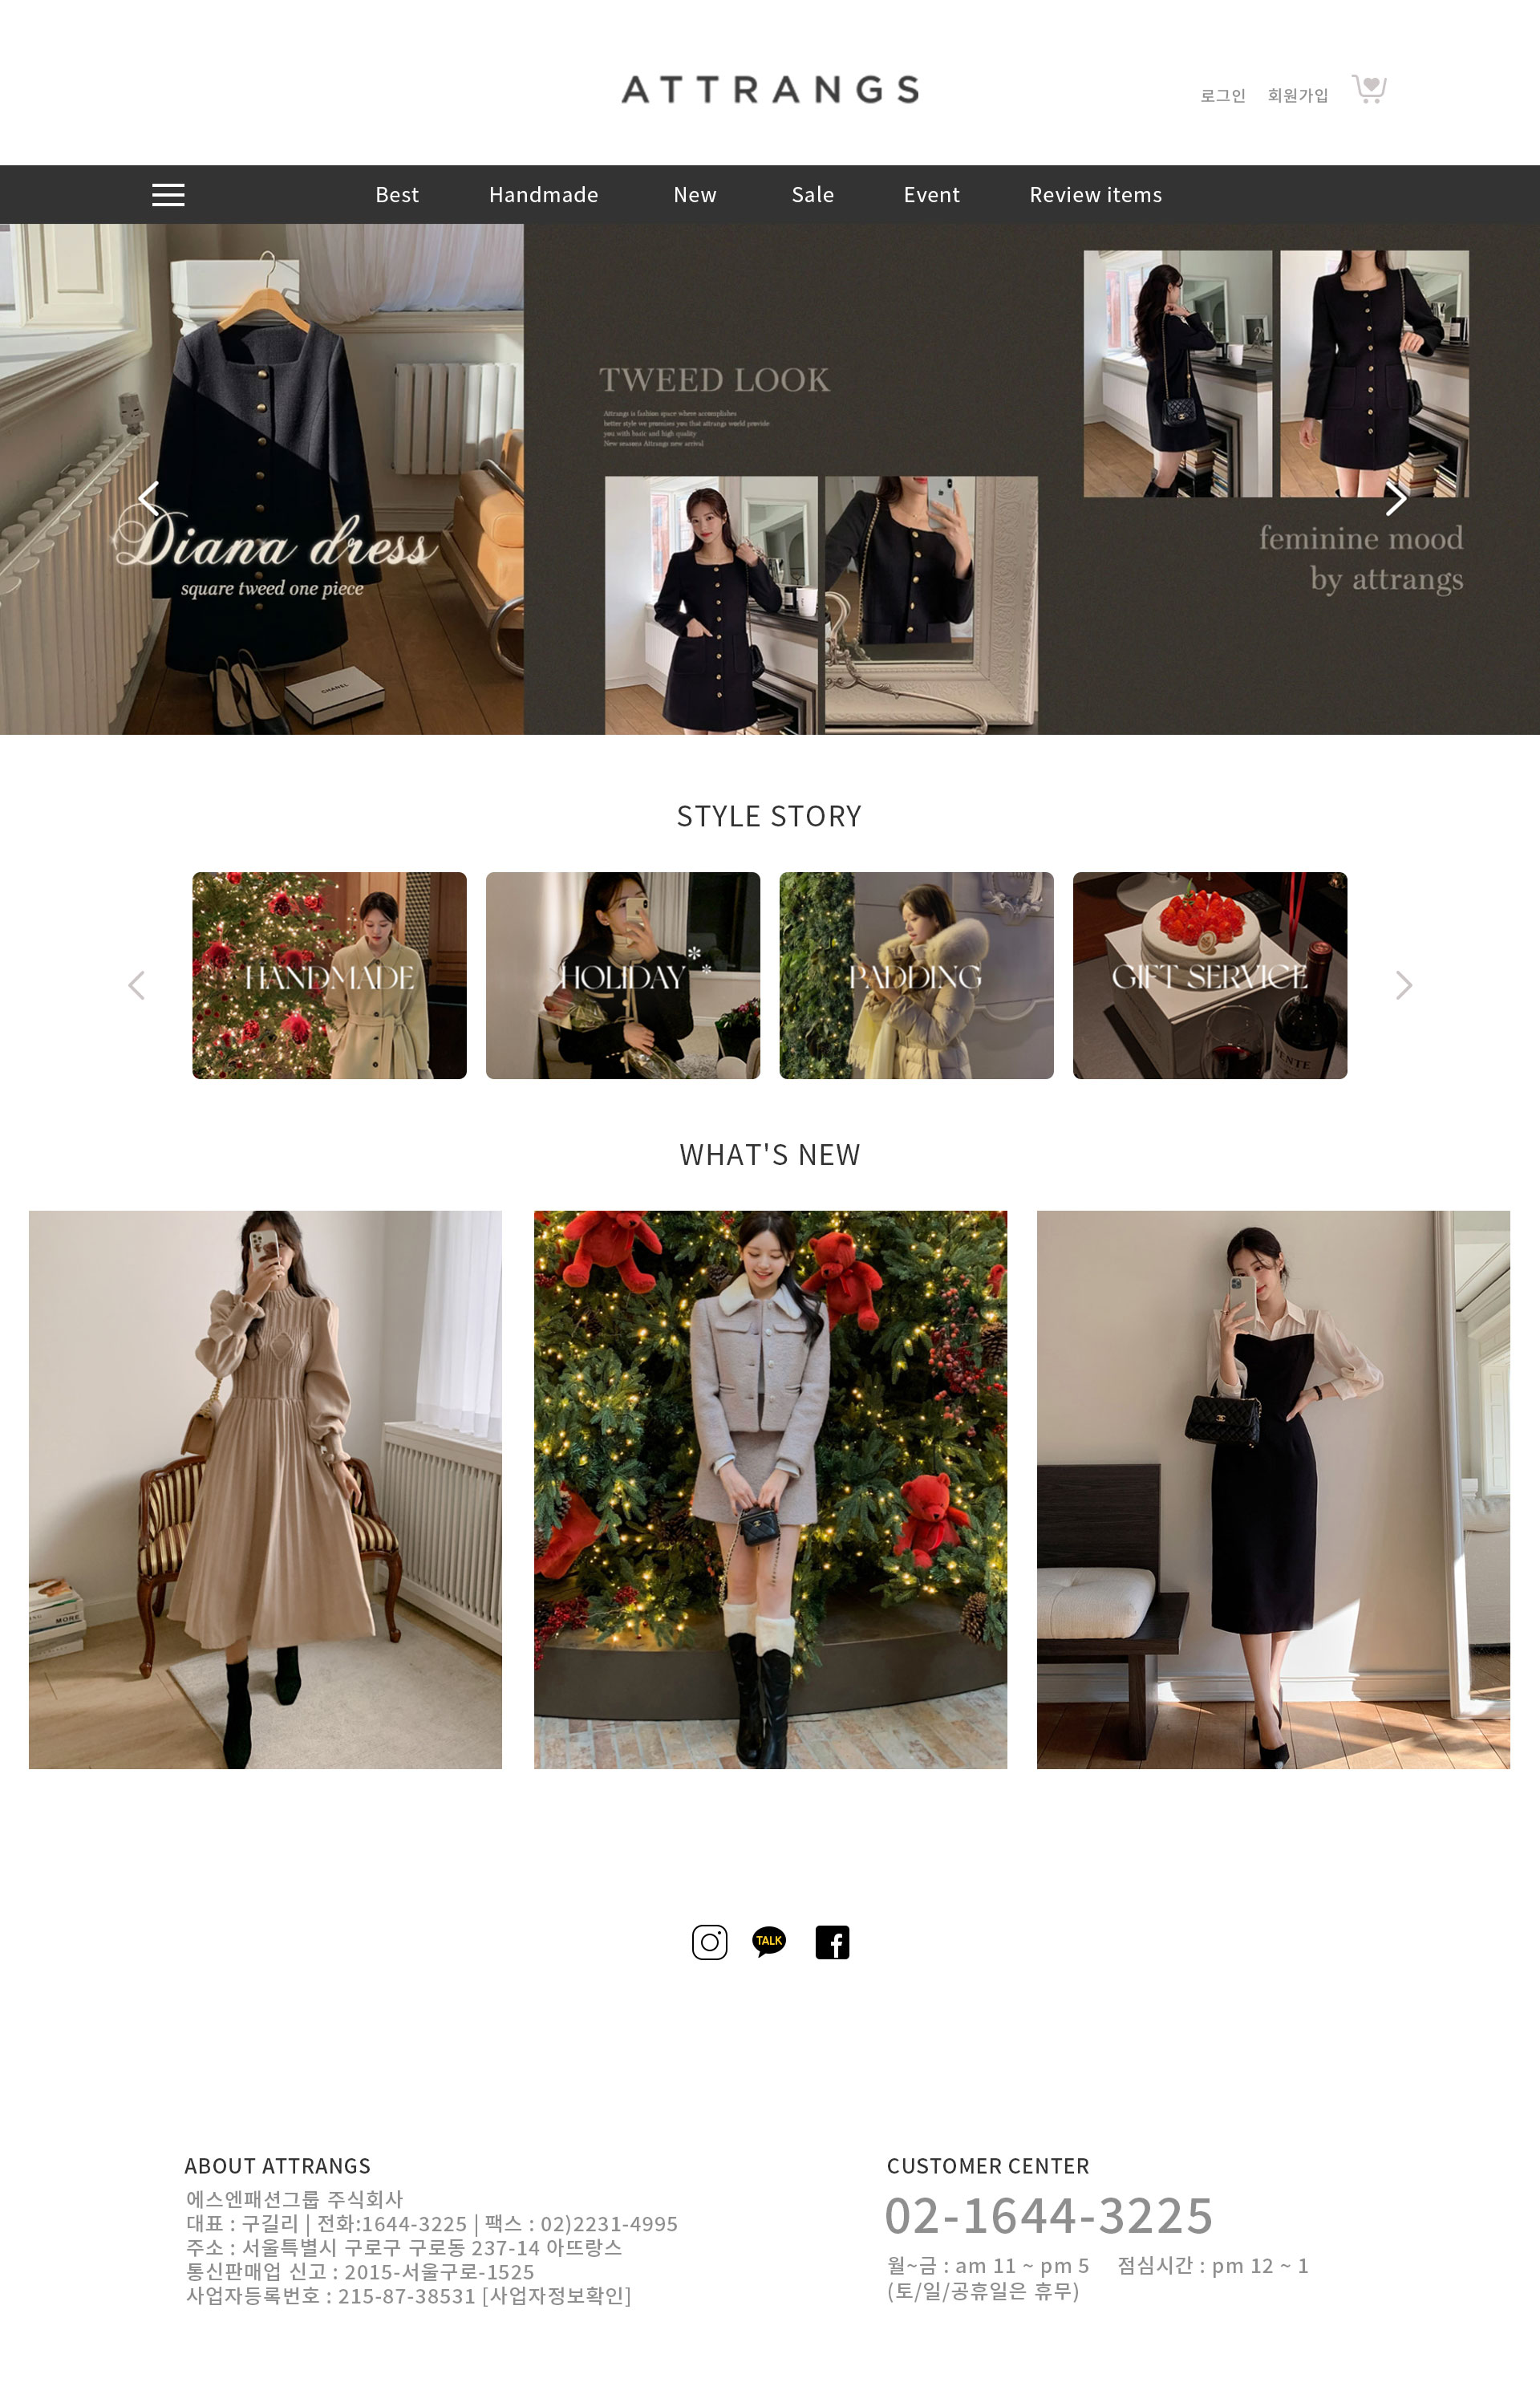 ATTRANGS
로그인 회원가입
Best Handmade New Sale Event Review items
TWEED LOOK
Attrangs is fashion space where accomplishes
better style we promises you that attrangs world provide
you with basic and high quality
New seasons Attrangs new arrival
Diana dress
square tweed one piece
CHANEL
feminine mood
by attrangs
STYLE STORY
HANDMADE
HOLIDAY
PADDING
GIFT SERVICE
WHAT'S NEW
MORE
TALK
ABOUT ATTRANGS
에스엔패션그룹 주식회사
대표 : 구길리 | 전화:1644-3225 | 팩스 : 02)2231-4995
주소 : 서울특별시 구로구 구로동 237-14 아뜨랑스
통신판매업 신고 : 2015-서울구로-1525
사업자등록번호 : 215-87-38531 [사업자정보확인]
CUSTOMER CENTER
02-1644-3225
월~금 : am 11 ~ pm 5 점심시간 : pm 12 ~ 1
(토/일/공휴일은 휴무)